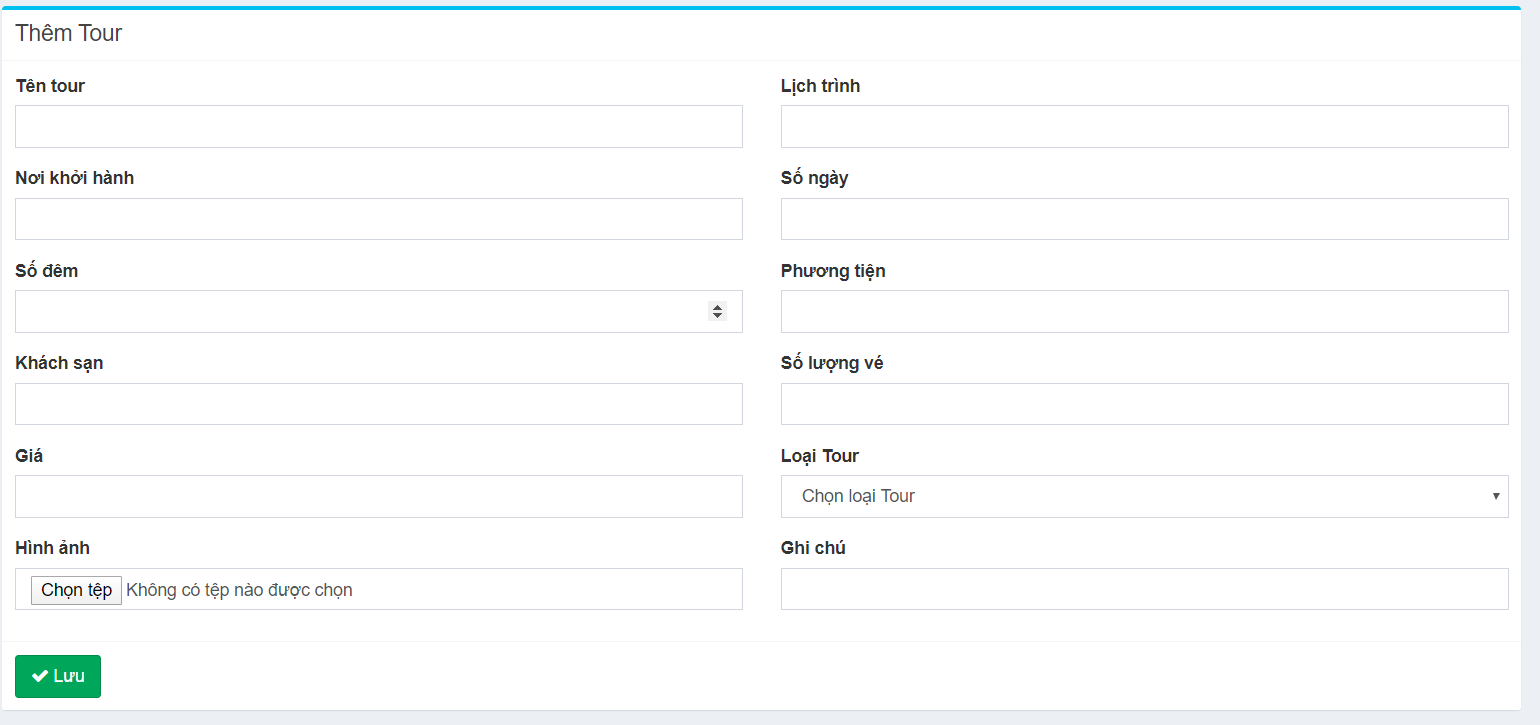 Thêm Tour
Tên tour
Lịch trình
Nơi khởi hành
Số ngày
Số đêm
Phương tiện
Khách sạn
Số lượng vé
Giá
Loại Tour
Chọn loại Tour
Hình ảnh
Ghi chú
Chọn tệp Không có tệp nào được chọn
Lưu